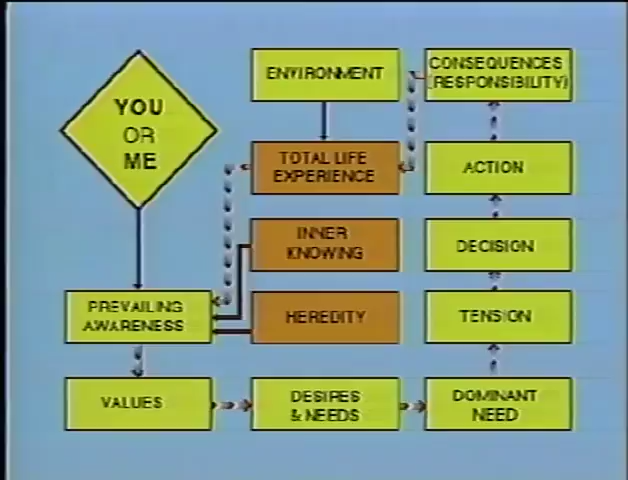 YOU
OR
ME
ENVIRONMENT
CONSEQUENCES
(RESPONSIBILITY)
TOTAL LIFE
EXPERIENCE
ACTION
INNER
KNOWING
DECISION
PREVAILING
AWARENESS
HEREDITY
TENSION
VALUES
DESIRES
& NEEDS
DOMINANT
NEED